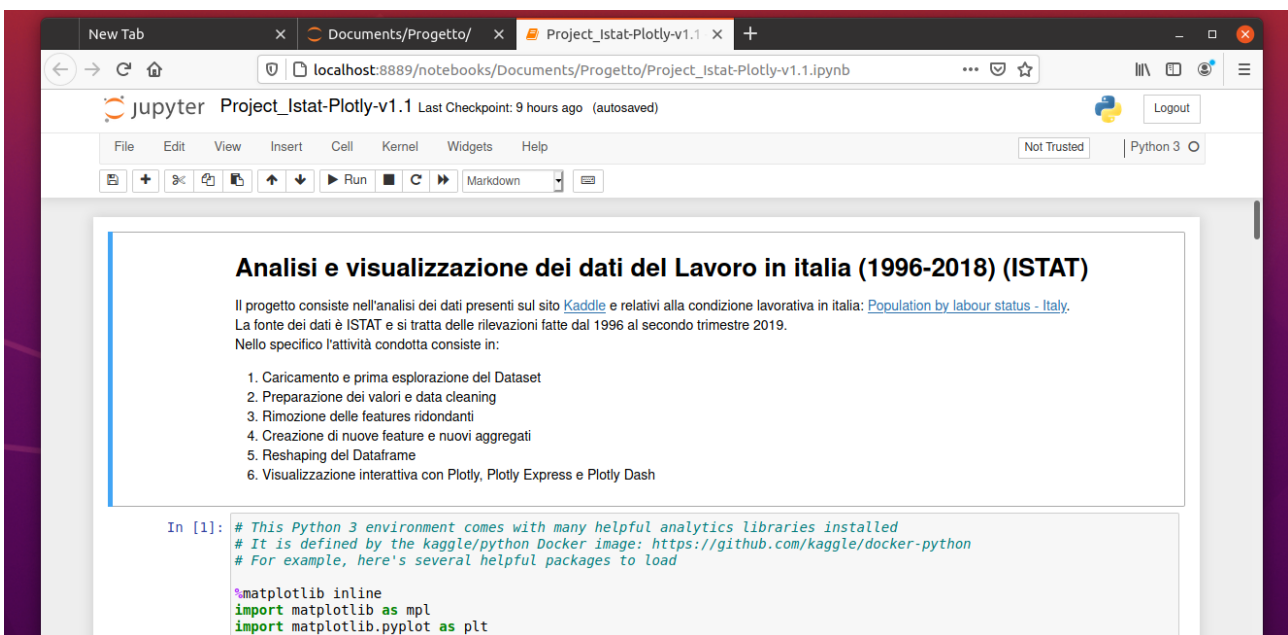 New Tab
Documents/Progetto/
Project_Istat-Plotly-v1.1
localhost:8889/notebooks/Documents/Progetto/Project_Istat-Plotly-v1.1.ipynb
jupyter Project_Istat-Plotly-v1.1 Last Checkpoint: 9 hours ago (autosaved)
Logout
File Edit View Insert Cell Kernel Widgets Help
Not Trusted
Python 3
Run
Markdown
Analisi e visualizzazione dei dati del Lavoro in italia (1996-2018) (ISTAT)
Il progetto consiste nell'analisi dei dati presenti sul sito Kaddle e relativi alla condizione lavorativa in italia: Population by labour status - Italy.
La fonte dei dati è ISTAT e si tratta delle rilevazioni fatte dal 1996 al secondo trimestre 2019.
Nello specifico l'attività condotta consiste in:
1. Caricamento e prima esplorazione del Dataset
2. Preparazione dei valori e data cleaning
3. Rimozione delle features ridondanti
4. Creazione di nuove feature e nuovi aggregati
5. Reshaping del Dataframe
6. Visualizzazione interattiva con Plotly, Plotly Express e Plotly Dash
In [1]: # This Python 3 environment comes with many helpful analytics libraries installed
# It is defined by the kaggle/python Docker image: https://github.com/kaggle/docker-python
# For example, here's several helpful packages to load
%matplotlib inline
import matplotlib as mpl
import matplotlib.pyplot as plt